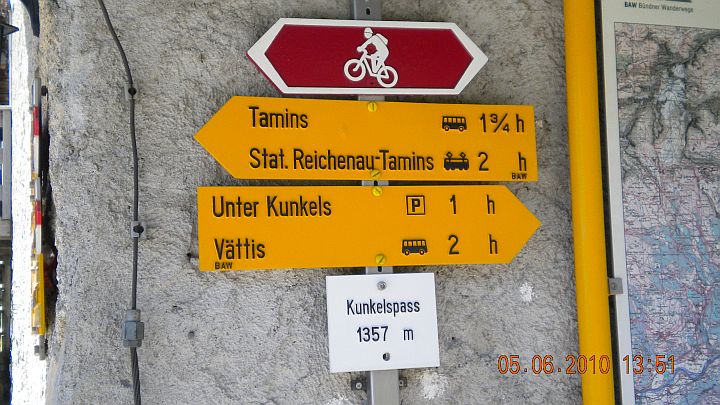 BAW Bündner Wanderwege
Tamins 1¾ h
Stat. Reichenau-Tamins 2 h
BAW
Unter Kunkels P 1 h
Vättis 2 h
BAW
Kunkelspass
1357 m
05.06.2010 13:51